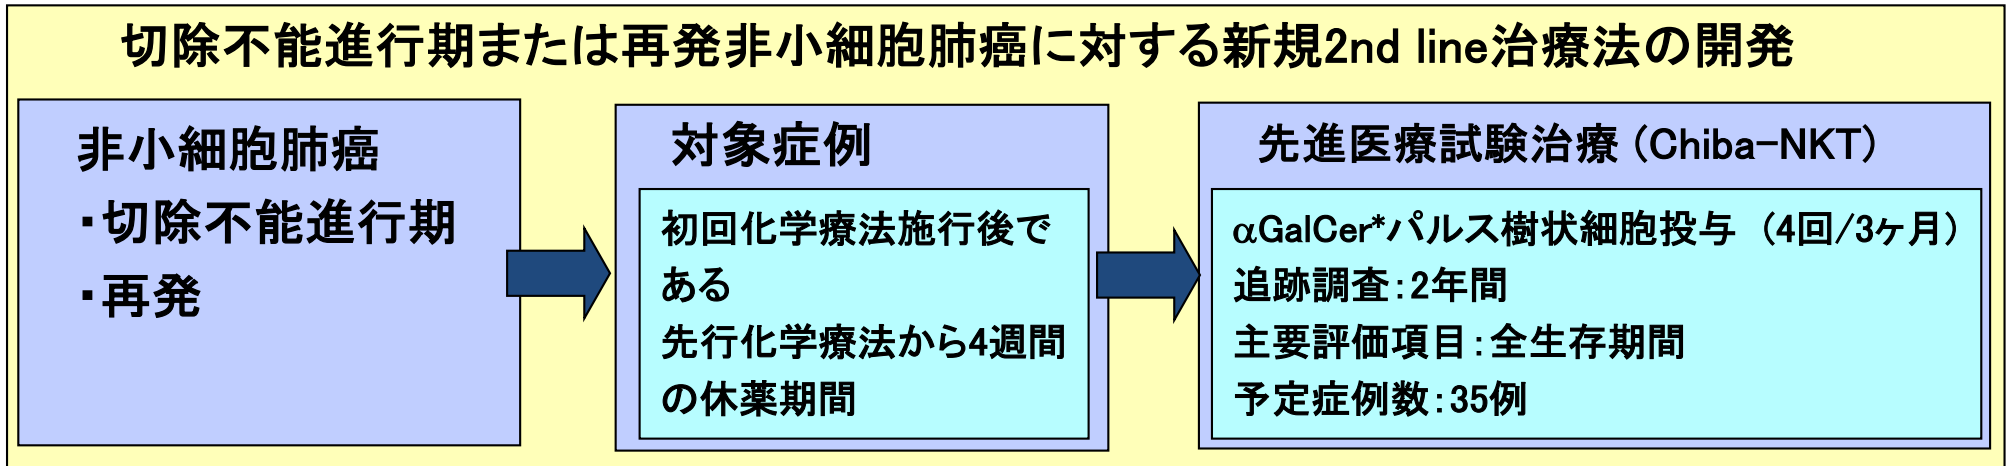 切除不能進行期または再発非小細胞肺癌に対する新規2nd line治療法の開発
非小細胞肺癌
・切除不能進行期
・再発
対象症例
初回化学療法施行後で
ある
先行化学療法から4週間
の休薬期間
先進医療試験治療（Chiba-NKT）
αGalCer*パルス樹状細胞投与 （4回/3ヶ月）
追跡調査：2年間
主要評価項目：全生存期間
予定症例数：35例